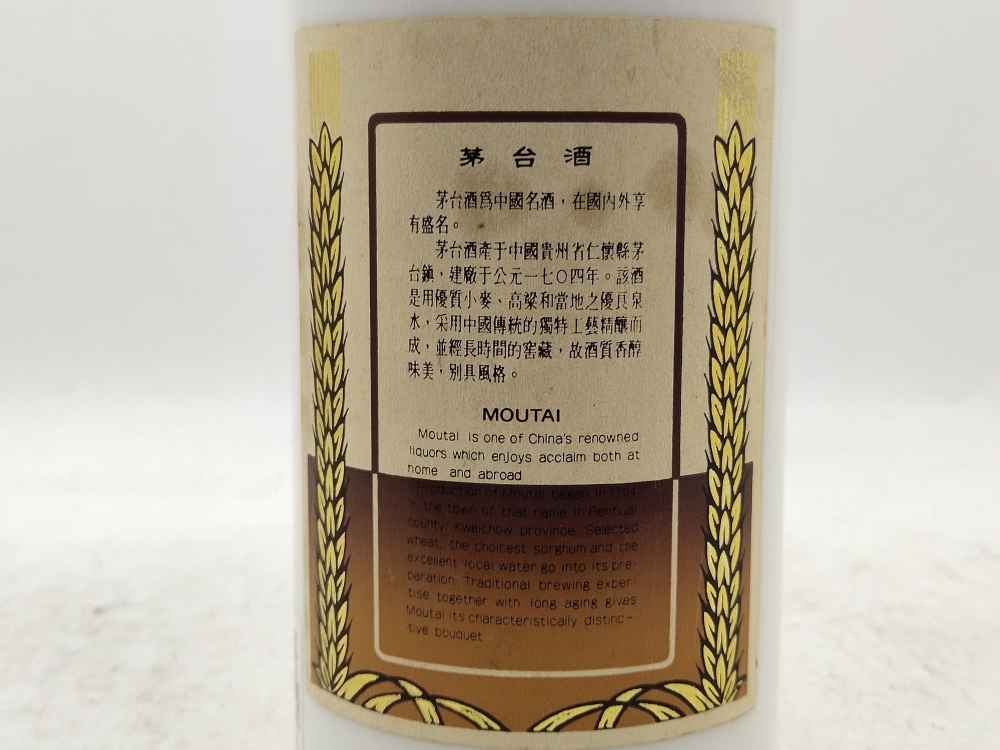 茅台酒
茅台酒爲中國名酒，在國内外享
有盛名。
茅台酒產于中國貴州省仁懷縣茅
台鎮，建廠于公元一七〇四年。該酒
是用優質小麥、高粱和當地之優良泉
水，采用中國傳統的獨特工藝精釀而
成，並經長時間的窖藏，故酒質香醇
味美，别具風格。
MOUTAI
Moutai is one of China's renowned
liquors which enjoys acclaim both at
home and abroad
Production of Moutai began in 1704
in the town of that name in Renhuai
county, Kweichow province. Selected
wheat, the choicest sorghum and the
excellent local water go into its pre-
paration. Traditional brewing exper-
tise together with long aging gives
Moutai its characteristically distinc-
tive bouquet